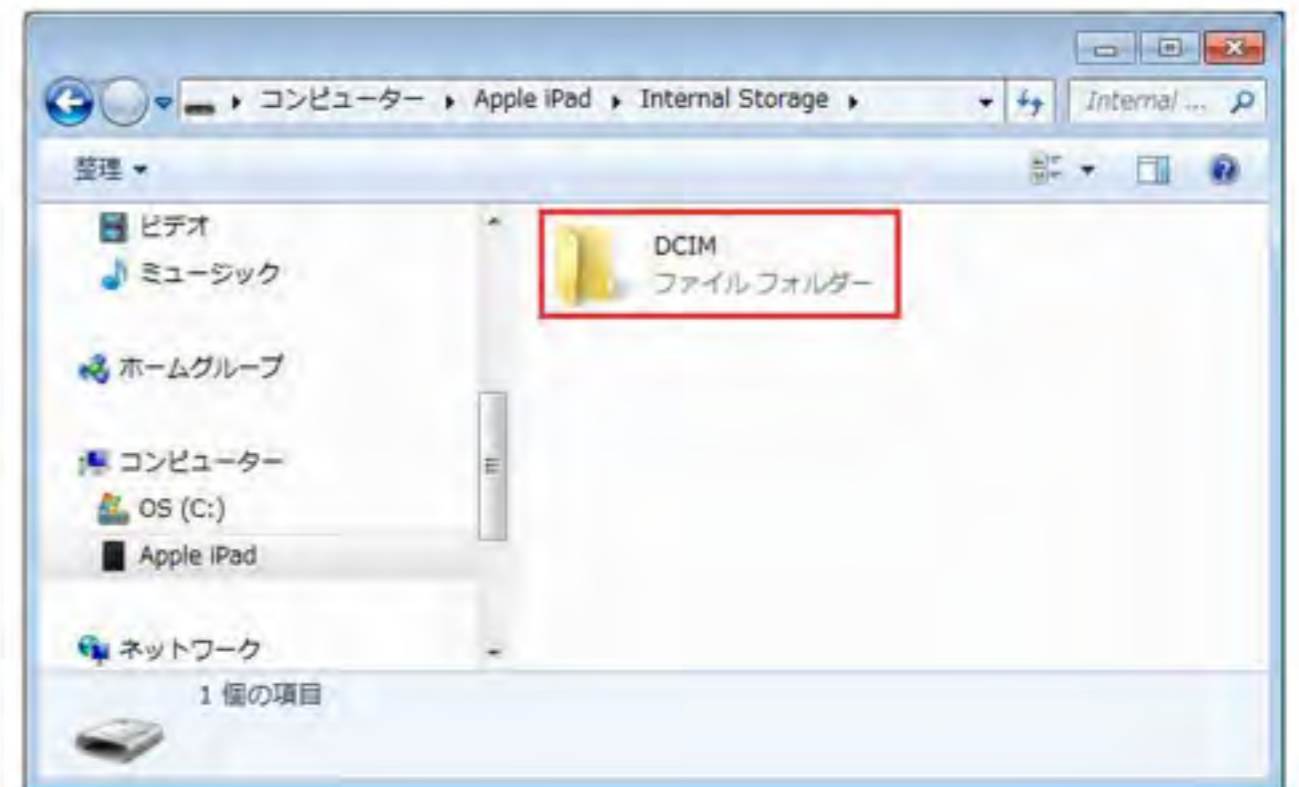 コンピューター Apple iPad Internal Storage Internal ...
整理
ビデオ
ミュージック
DCIM
ファイル フォルダー
ホームグループ
コンピューター
OS (C:)
Apple iPad
ネットワーク
1 個の項目